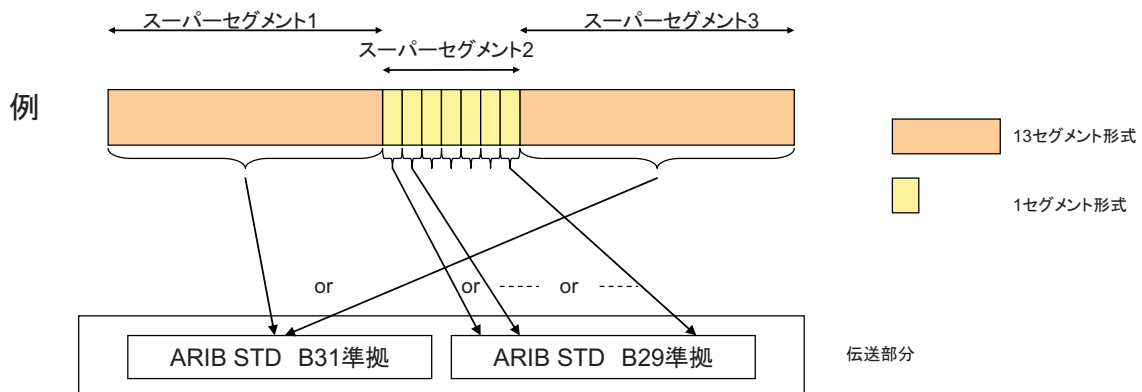 スーパーセグメント1
スーパーセグメント3
スーパーセグメント2
例
13セグメント形式
1セグメント形式
or
or
or
ARIB STD B31準拠
ARIB STD B29準拠
伝送部分